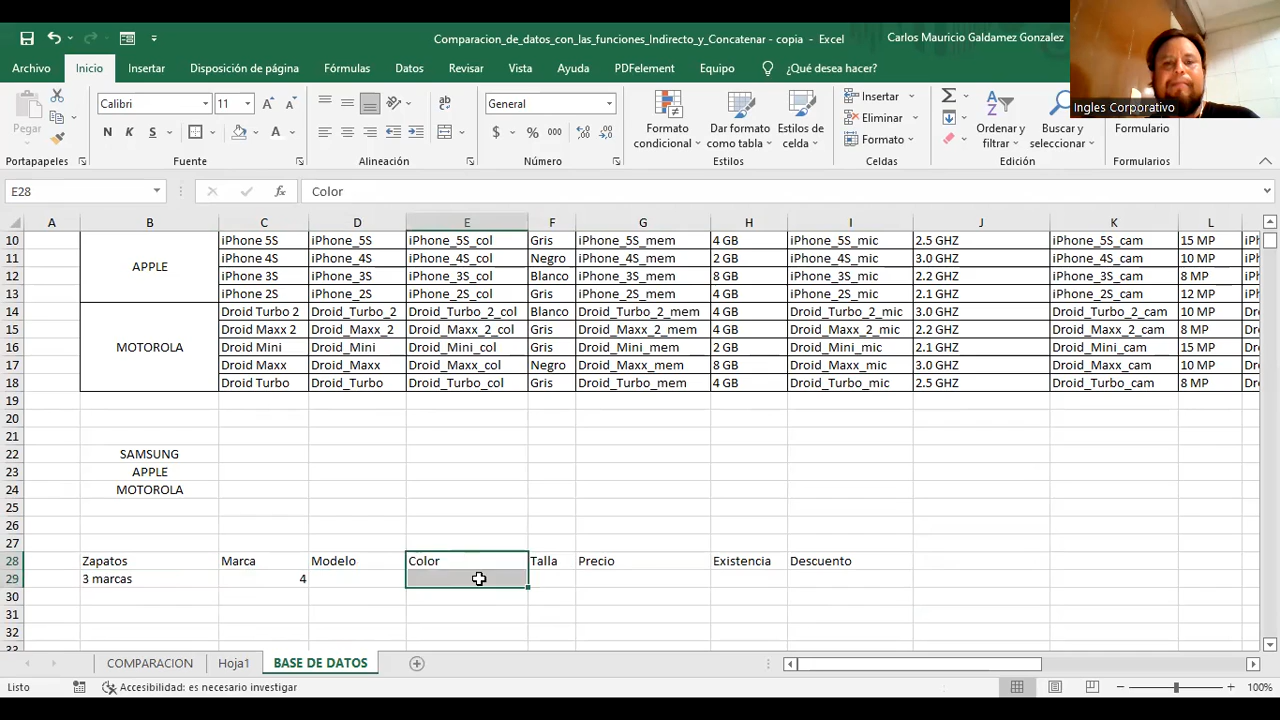 Comparacion_de_datos_con_las_funciones_Indirecto_y_Concatenar - copia - Excel
Carlos Mauricio Galdamez Gonzalez
Ingles Corporativo
Archivo Inicio Insertar Disposición de página Fórmulas Datos Revisar Vista Ayuda PDFelement Equipo ¿Qué desea hacer?
Pegar
Calibri 11
N K S
ab
General
$ % 000
Formato condicional
Dar formato como tabla
Estilos de celda
Insertar
Eliminar
Formato
Ordenar y filtrar
Buscar y seleccionar
Formulario
Portapapeles Fuente Alineación Número Estilos Celdas Edición Formularios
E28 fx Color
A B C D E F G H I J K L
10 iPhone 5S iPhone_5S iPhone_5S_col Gris iPhone_5S_mem 4 GB iPhone_5S_mic 2.5 GHZ iPhone_5S_cam 15 MP iPh
11 iPhone 4S iPhone_4S iPhone_4S_col Negro iPhone_4S_mem 2 GB iPhone_4S_mic 3.0 GHZ iPhone_4S_cam 10 MP iPh
APPLE
12 iPhone 3S iPhone_3S iPhone_3S_col Blanco iPhone_3S_mem 8 GB iPhone_3S_mic 2.2 GHZ iPhone_3S_cam 8 MP iPh
13 iPhone 2S iPhone_2S iPhone_2S_col Gris iPhone_2S_mem 4 GB iPhone_2S_mic 2.1 GHZ iPhone_2S_cam 12 MP iPh
14 Droid Turbo 2 Droid_Turbo_2 Droid_Turbo_2_col Blanco Droid_Turbo_2_mem 4 GB Droid_Turbo_2_mic 3.0 GHZ Droid_Turbo_2_cam 10 MP Dro
15 Droid Maxx 2 Droid_Maxx_2 Droid_Maxx_2_col Gris Droid_Maxx_2_mem 4 GB Droid_Maxx_2_mic 2.2 GHZ Droid_Maxx_2_cam 8 MP Dro
16 MOTOROLA Droid Mini Droid_Mini Droid_Mini_col Gris Droid_Mini_mem 2 GB Droid_Mini_mic 2.1 GHZ Droid_Mini_cam 15 MP Dro
17 Droid Maxx Droid_Maxx Droid_Maxx_col Negro Droid_Maxx_mem 8 GB Droid_Maxx_mic 3.0 GHZ Droid_Maxx_cam 10 MP Dro
18 Droid Turbo Droid_Turbo Droid_Turbo_col Gris Droid_Turbo_mem 4 GB Droid_Turbo_mic 2.5 GHZ Droid_Turbo_cam 8 MP Dro
19
20
21
22 SAMSUNG
23 APPLE
24 MOTOROLA
25
26
27
28 Zapatos Marca Modelo Color Talla Precio Existencia Descuento
29 3 marcas 4
30
31
32
COMPARACION Hoja1 BASE DE DATOS
Listo Accesibilidad: es necesario investigar 100%